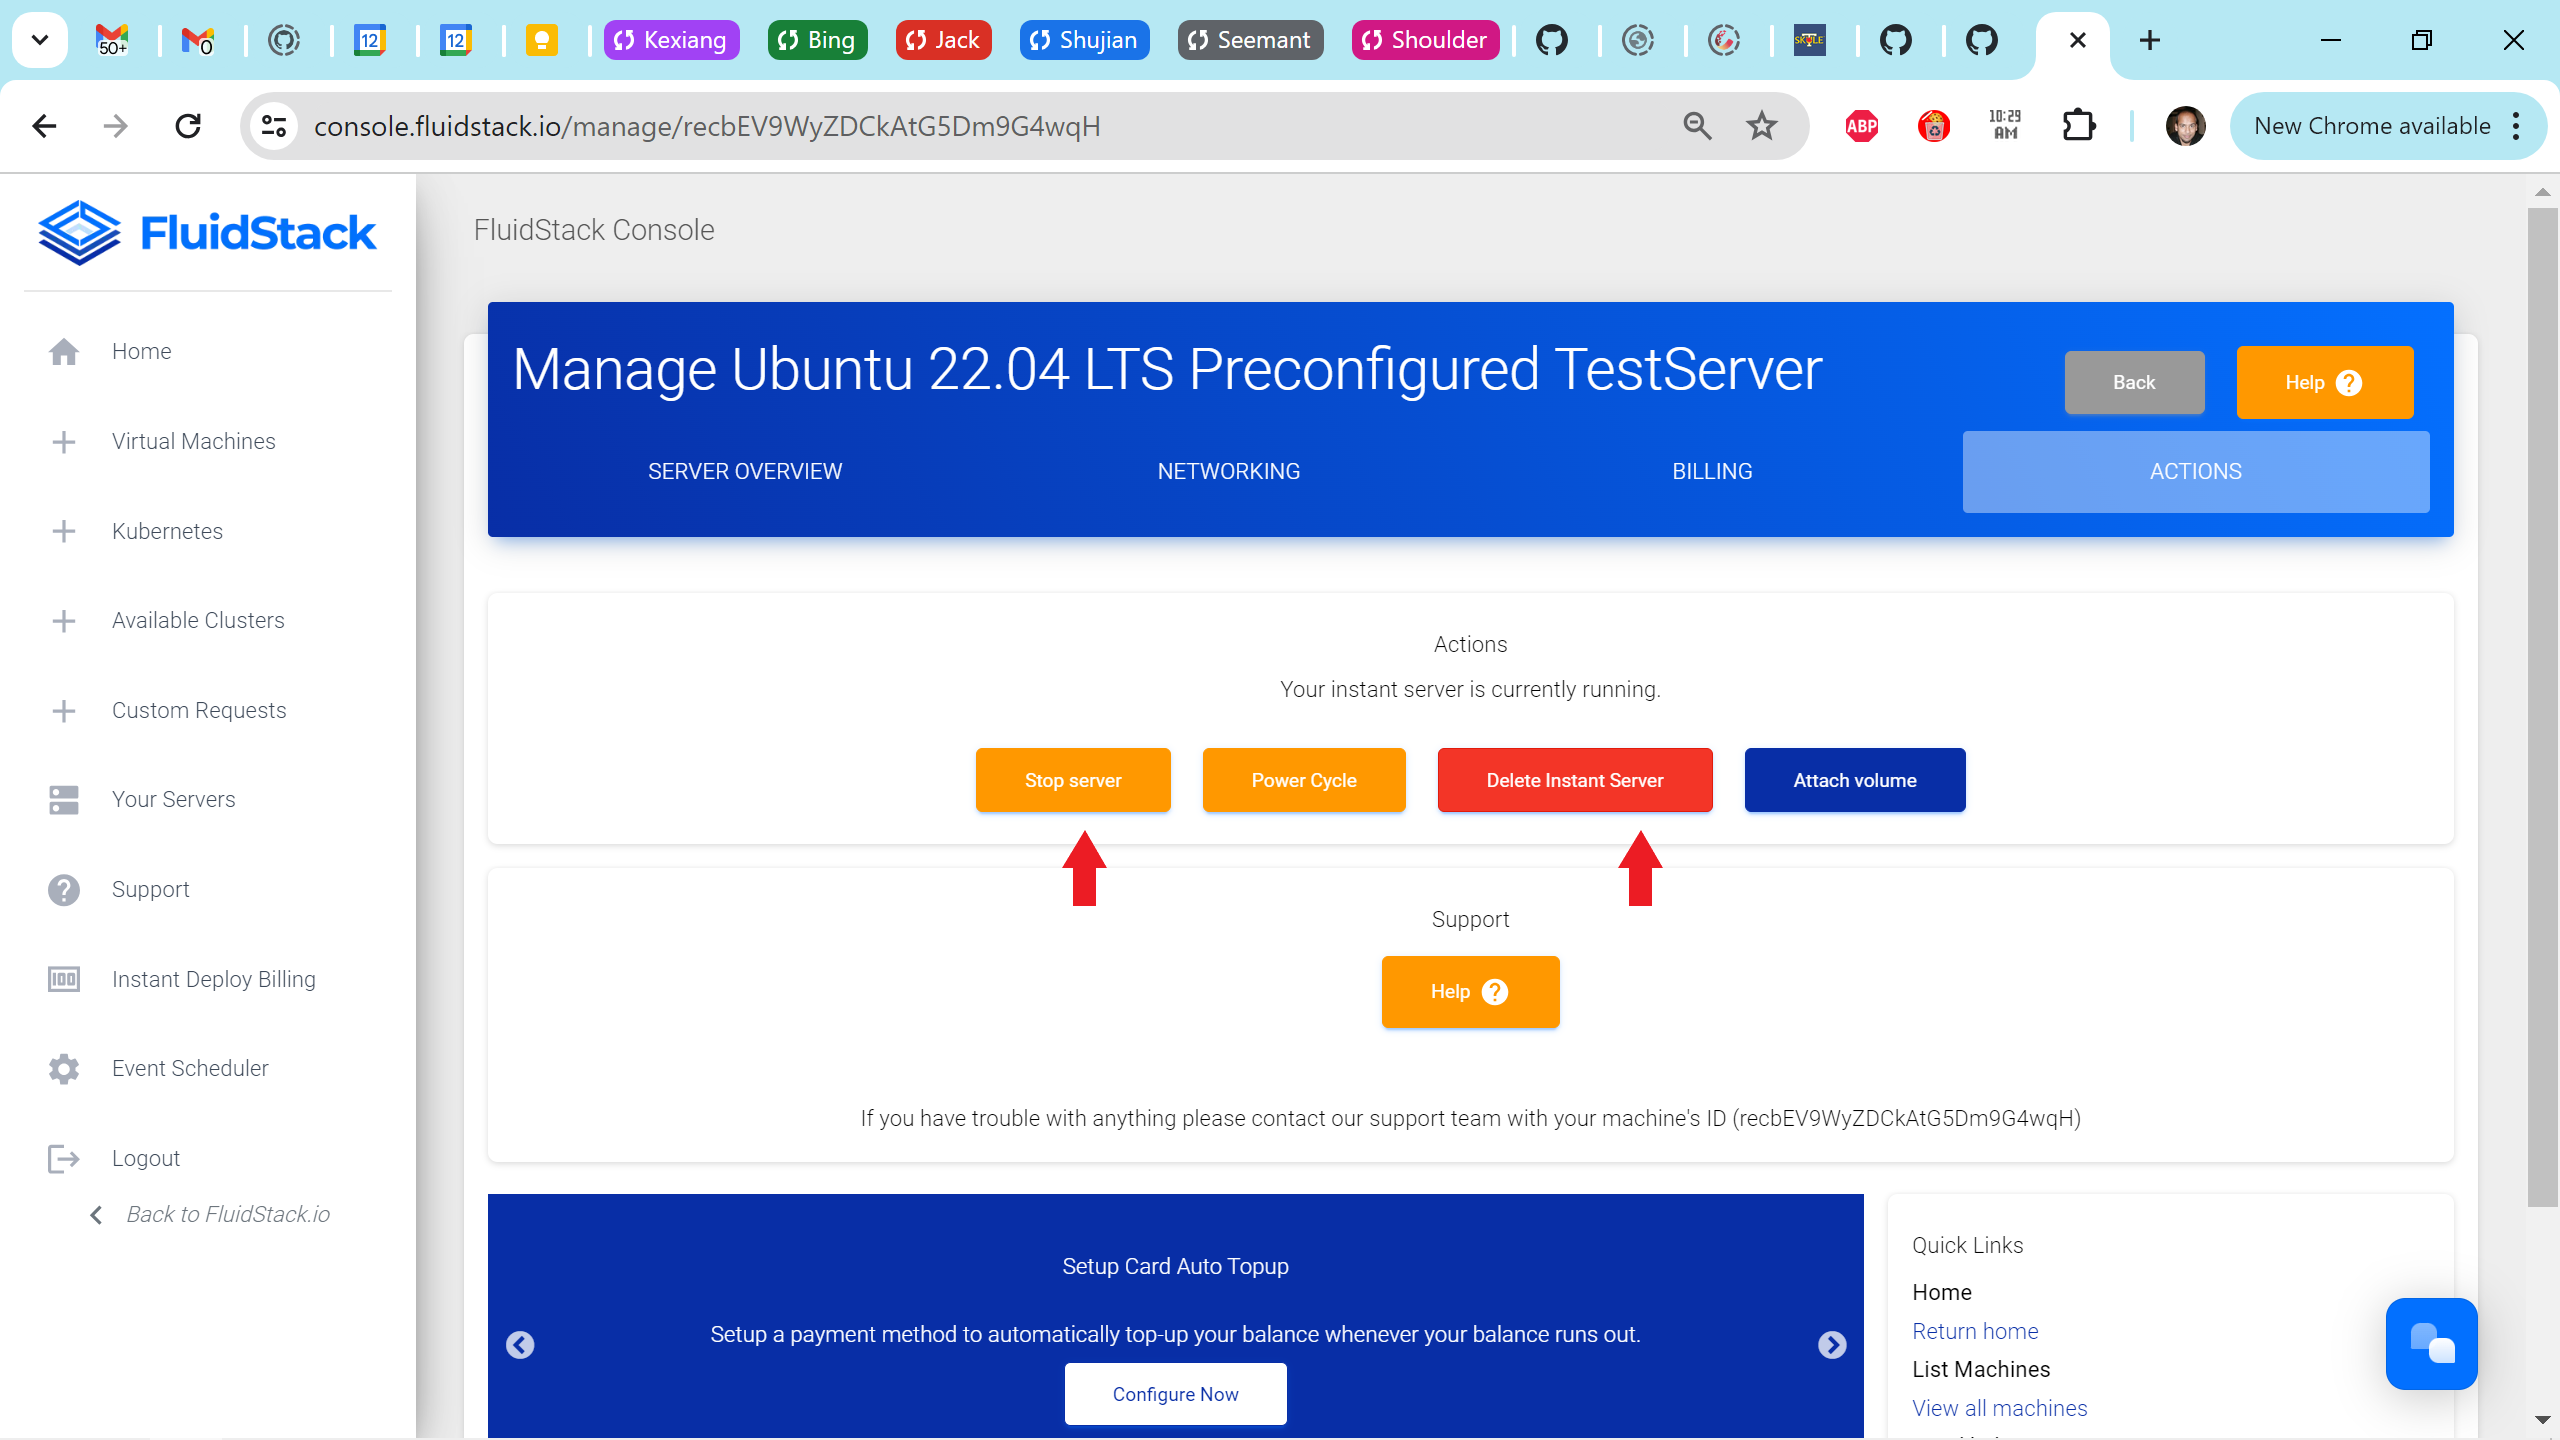 50+
0
12
12
Kexiang
Bing
Jack
Shujian
Seemant
Shoulder
SKULE
console.fluidstack.io/manage/recbEV9WyZDCkAtG5Dm9G4wqH
ABP
10:29 AM
New Chrome available
FluidStack
FluidStack Console
Home
Virtual Machines
Kubernetes
Available Clusters
Custom Requests
Your Servers
Support
100
Instant Deploy Billing
Event Scheduler
Logout
Back to FluidStack.io
Manage Ubuntu 22.04 LTS Preconfigured TestServer
Back
Help
SERVER OVERVIEW
NETWORKING
BILLING
ACTIONS
Actions
Your instant server is currently running.
Stop server
Power Cycle
Delete Instant Server
Attach volume
Support
Help
If you have trouble with anything please contact our support team with your machine's ID (recbEV9WyZDCkAtG5Dm9G4wqH)
Setup Card Auto Topup
Setup a payment method to automatically top-up your balance whenever your balance runs out.
Configure Now
Quick Links
Home
Return home
List Machines
View all machines